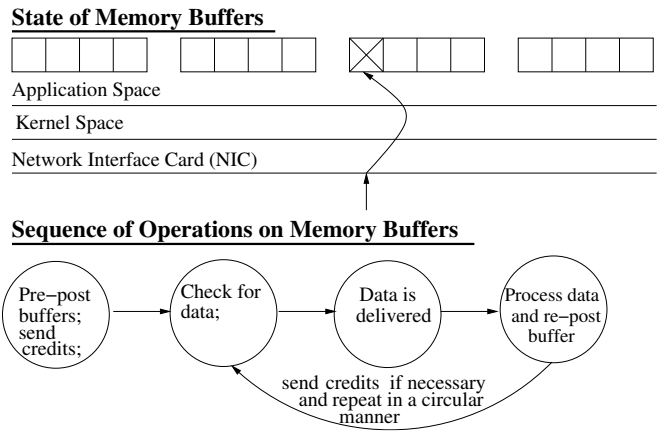 State of Memory Buffers
Application Space
Kernel Space
Network Interface Card (NIC)
Sequence of Operations on Memory Buffers
Pre−post
buffers;
send
credits;
Check for
data;
Data is
delivered
Process data
and re−post
buffer
send credits if necessary
and repeat in a circular
manner